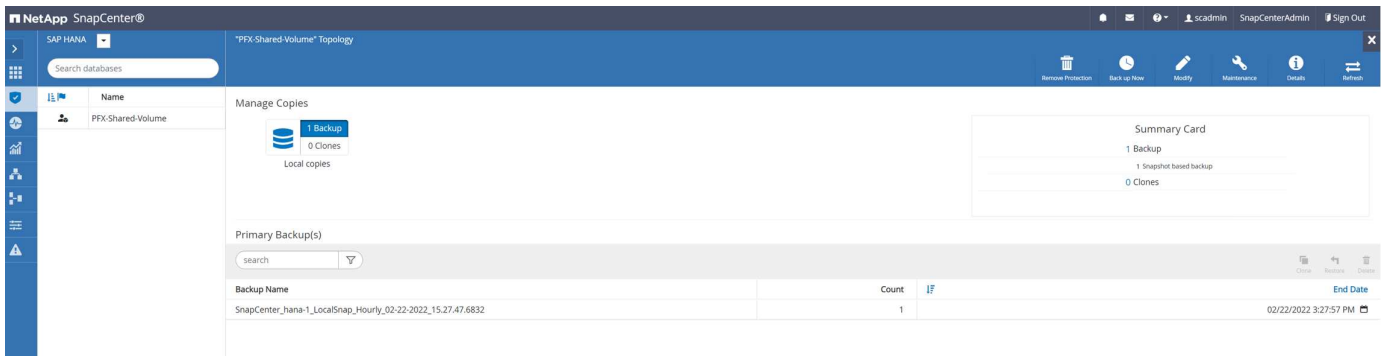 NetApp SnapCenter®
scadmin SnapCenterAdmin Sign Out
SAP HANA
Search databases
Name
PFX-Shared-Volume
"PFX-Shared-Volume" Topology
Remove Protection Back up Now Modify Maintenance Details Refresh
Manage Copies
1 Backup
0 Clones
Local copies
Summary Card
1 Backup
1 Snapshot based backup
0 Clones
Primary Backup(s)
search
Clone Restore Delete
Backup Name Count End Date
SnapCenter_hana-1_LocalSnap_Hourly_02-22-2022_15.27.47.6832 1 02/22/2022 3:27:57 PM